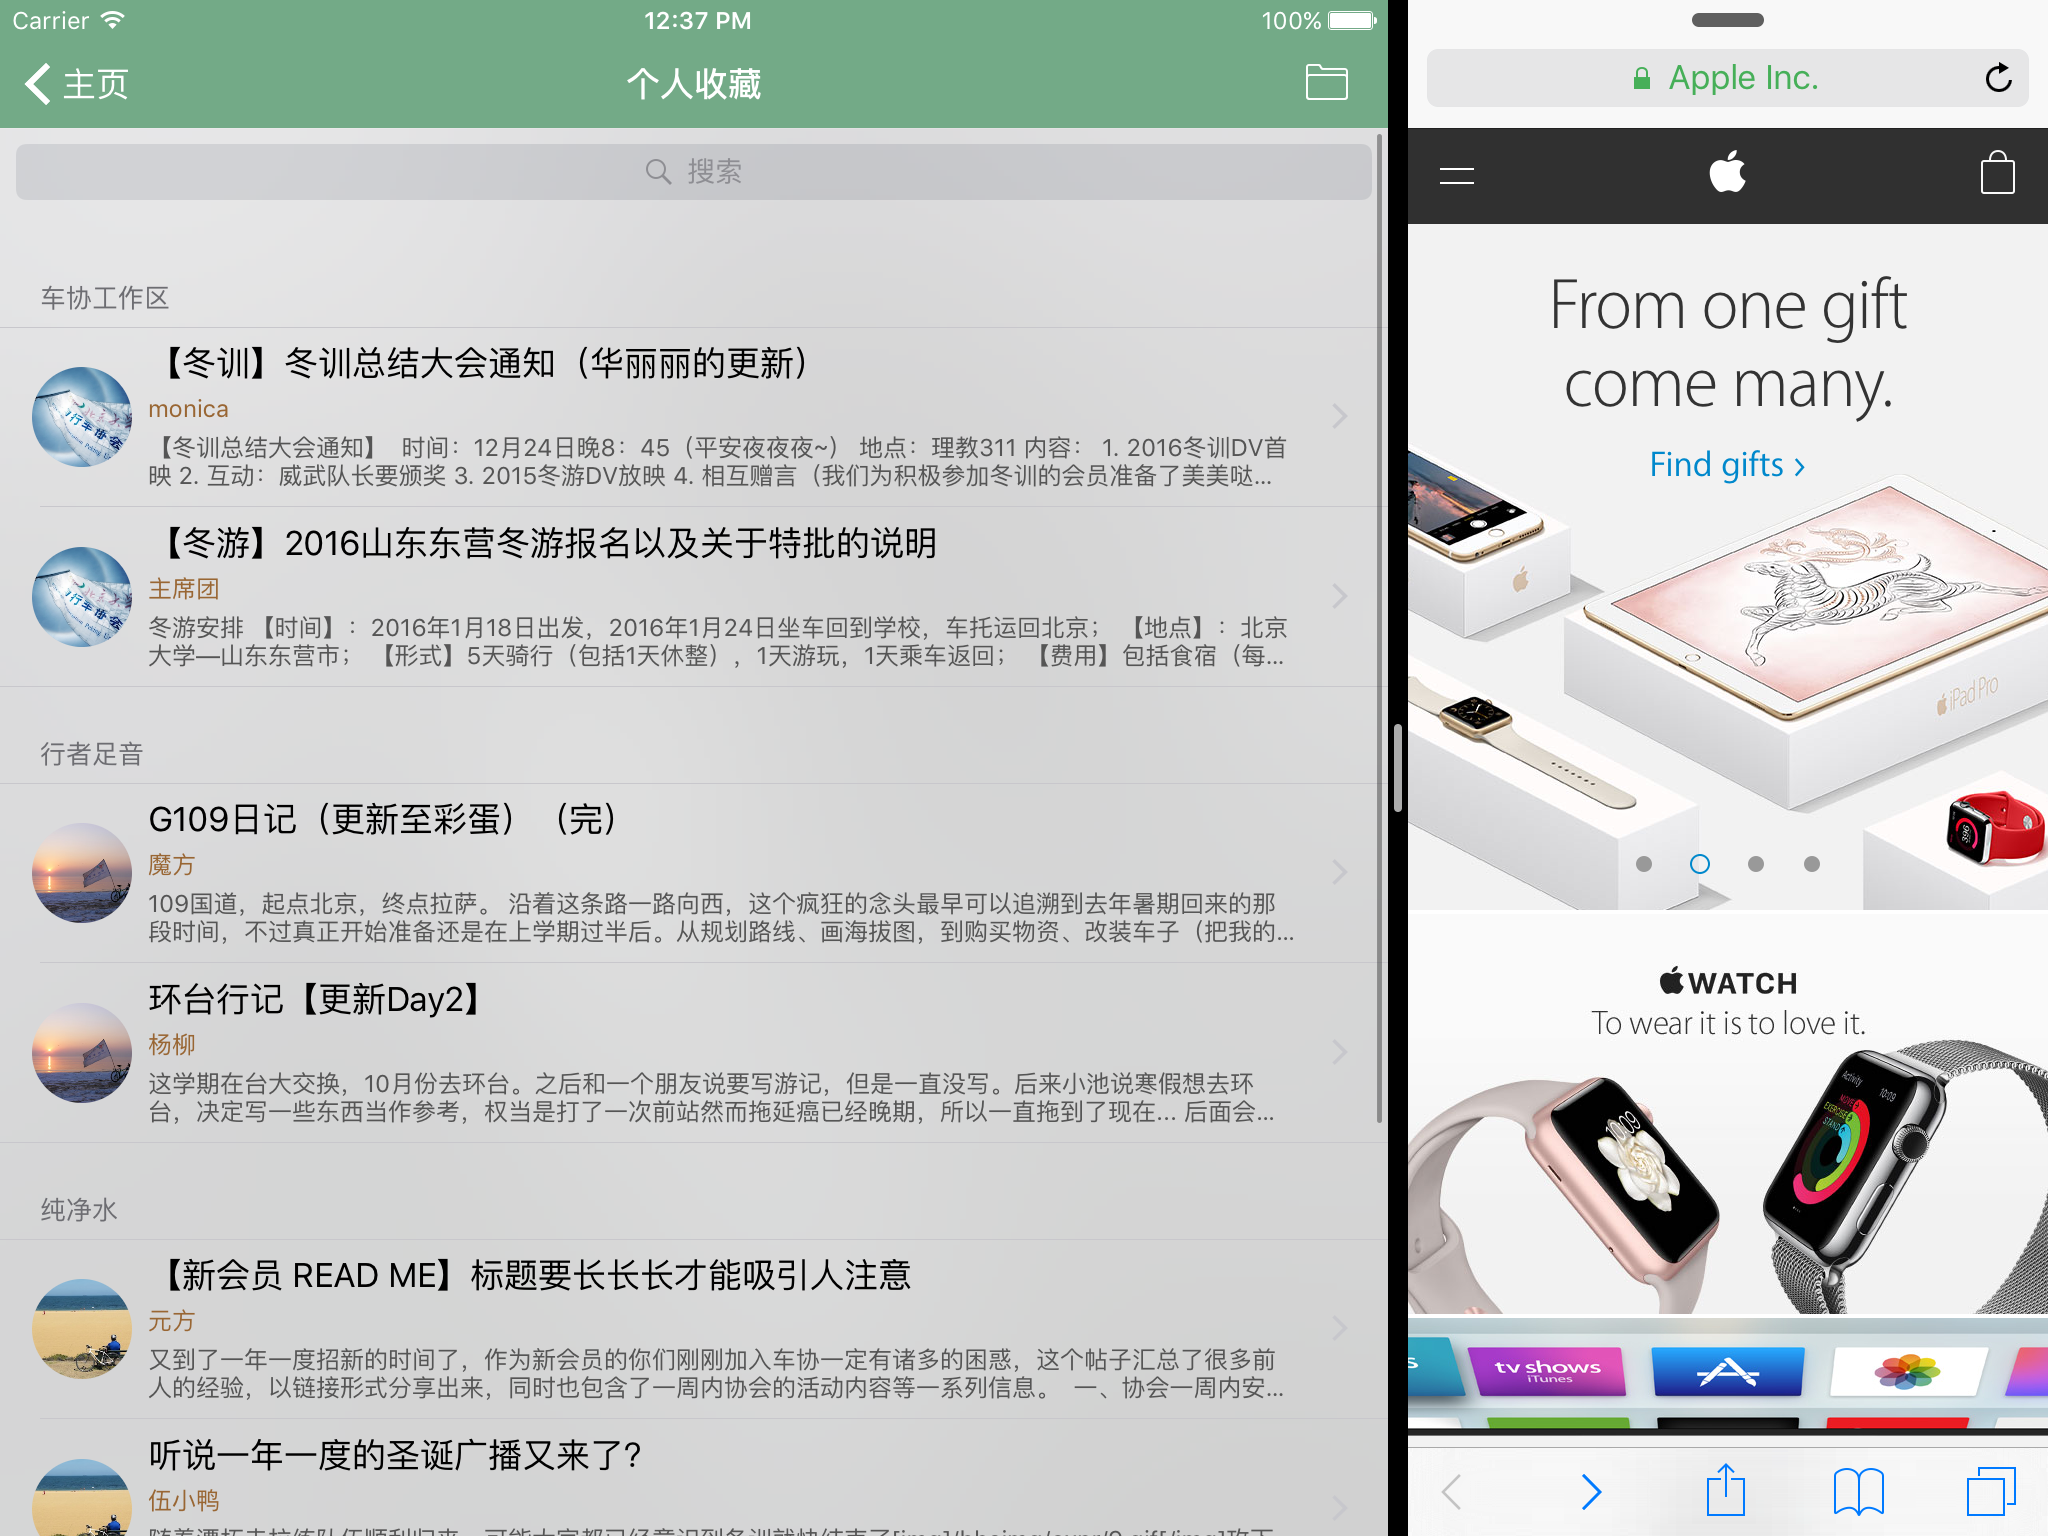 Carrier
12:37 PM
100%
主页
个人收藏
搜索
车协工作区
【冬训】冬训总结大会通知（华丽丽的更新）
monica
【冬训总结大会通知】 时间：12月24日晚8：45（平安夜夜夜~） 地点：理教311 内容： 1. 2016冬训DV首
映 2. 互动：威武队长要颁奖 3. 2015冬游DV放映 4. 相互赠言（我们为积极参加冬训的会员准备了美美哒...
【冬游】2016山东东营冬游报名以及关于特批的说明
主席团
冬游安排 【时间】：2016年1月18日出发，2016年1月24日坐车回到学校，车托运回北京； 【地点】：北京
大学—山东东营市； 【形式】5天骑行（包括1天休整），1天游玩，1天乘车返回； 【费用】包括食宿（每...
行者足音
G109日记（更新至彩蛋）（完）
魔方
109国道，起点北京，终点拉萨。 沿着这条路一路向西，这个疯狂的念头最早可以追溯到去年暑期回来的那
段时间，不过真正开始准备还是在上学期过半后。从规划路线、画海拔图，到购买物资、改装车子（把我的...
环台行记【更新Day2】
杨柳
这学期在台大交换，10月份去环台。之后和一个朋友说要写游记，但是一直没写。后来小池说寒假想去环
台，决定写一些东西当作参考，权当是打了一次前站然而拖延癌已经晚期，所以一直拖到了现在... 后面会...
纯净水
【新会员 READ ME】标题要长长长才能吸引人注意
元方
又到了一年一度招新的时间了，作为新会员的你们刚刚加入车协一定有诸多的困惑，这个帖子汇总了很多前
人的经验，以链接形式分享出来，同时也包含了一周内协会的活动内容等一系列信息。 一、协会一周内安...
听说一年一度的圣诞广播又来了？
伍小鸭
Apple Inc.
From one gift
come many.
Find gifts ›
iPad Pro
WATCH
To wear it is to love it.
10:09
Activity
10:09
MOVE
EXERCISE
STAND
tv shows
iTunes